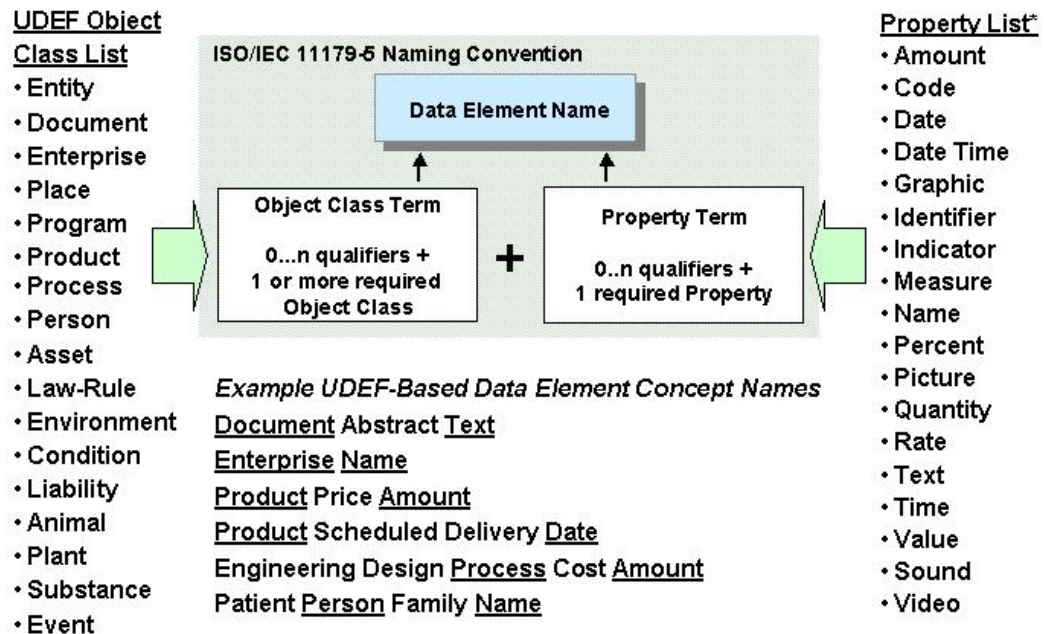 UDEF Object
Class List
• Entity
• Document
• Enterprise
• Place
• Program
• Product
• Process
• Person
• Asset
• Law-Rule
• Environment
• Condition
• Liability
• Animal
• Plant
• Substance
• Event
ISO/IEC 11179-5 Naming Convention
Data Element Name
Object Class Term
0...n qualifiers +
1 or more required
Object Class
+
Property Term
0..n qualifiers +
1 required Property
Example UDEF-Based Data Element Concept Names
Document Abstract Text
Enterprise Name
Product Price Amount
Product Scheduled Delivery Date
Engineering Design Process Cost Amount
Patient Person Family Name
Property List*
• Amount
• Code
• Date
• Date Time
• Graphic
• Identifier
• Indicator
• Measure
• Name
• Percent
• Picture
• Quantity
• Rate
• Text
• Time
• Value
• Sound
• Video